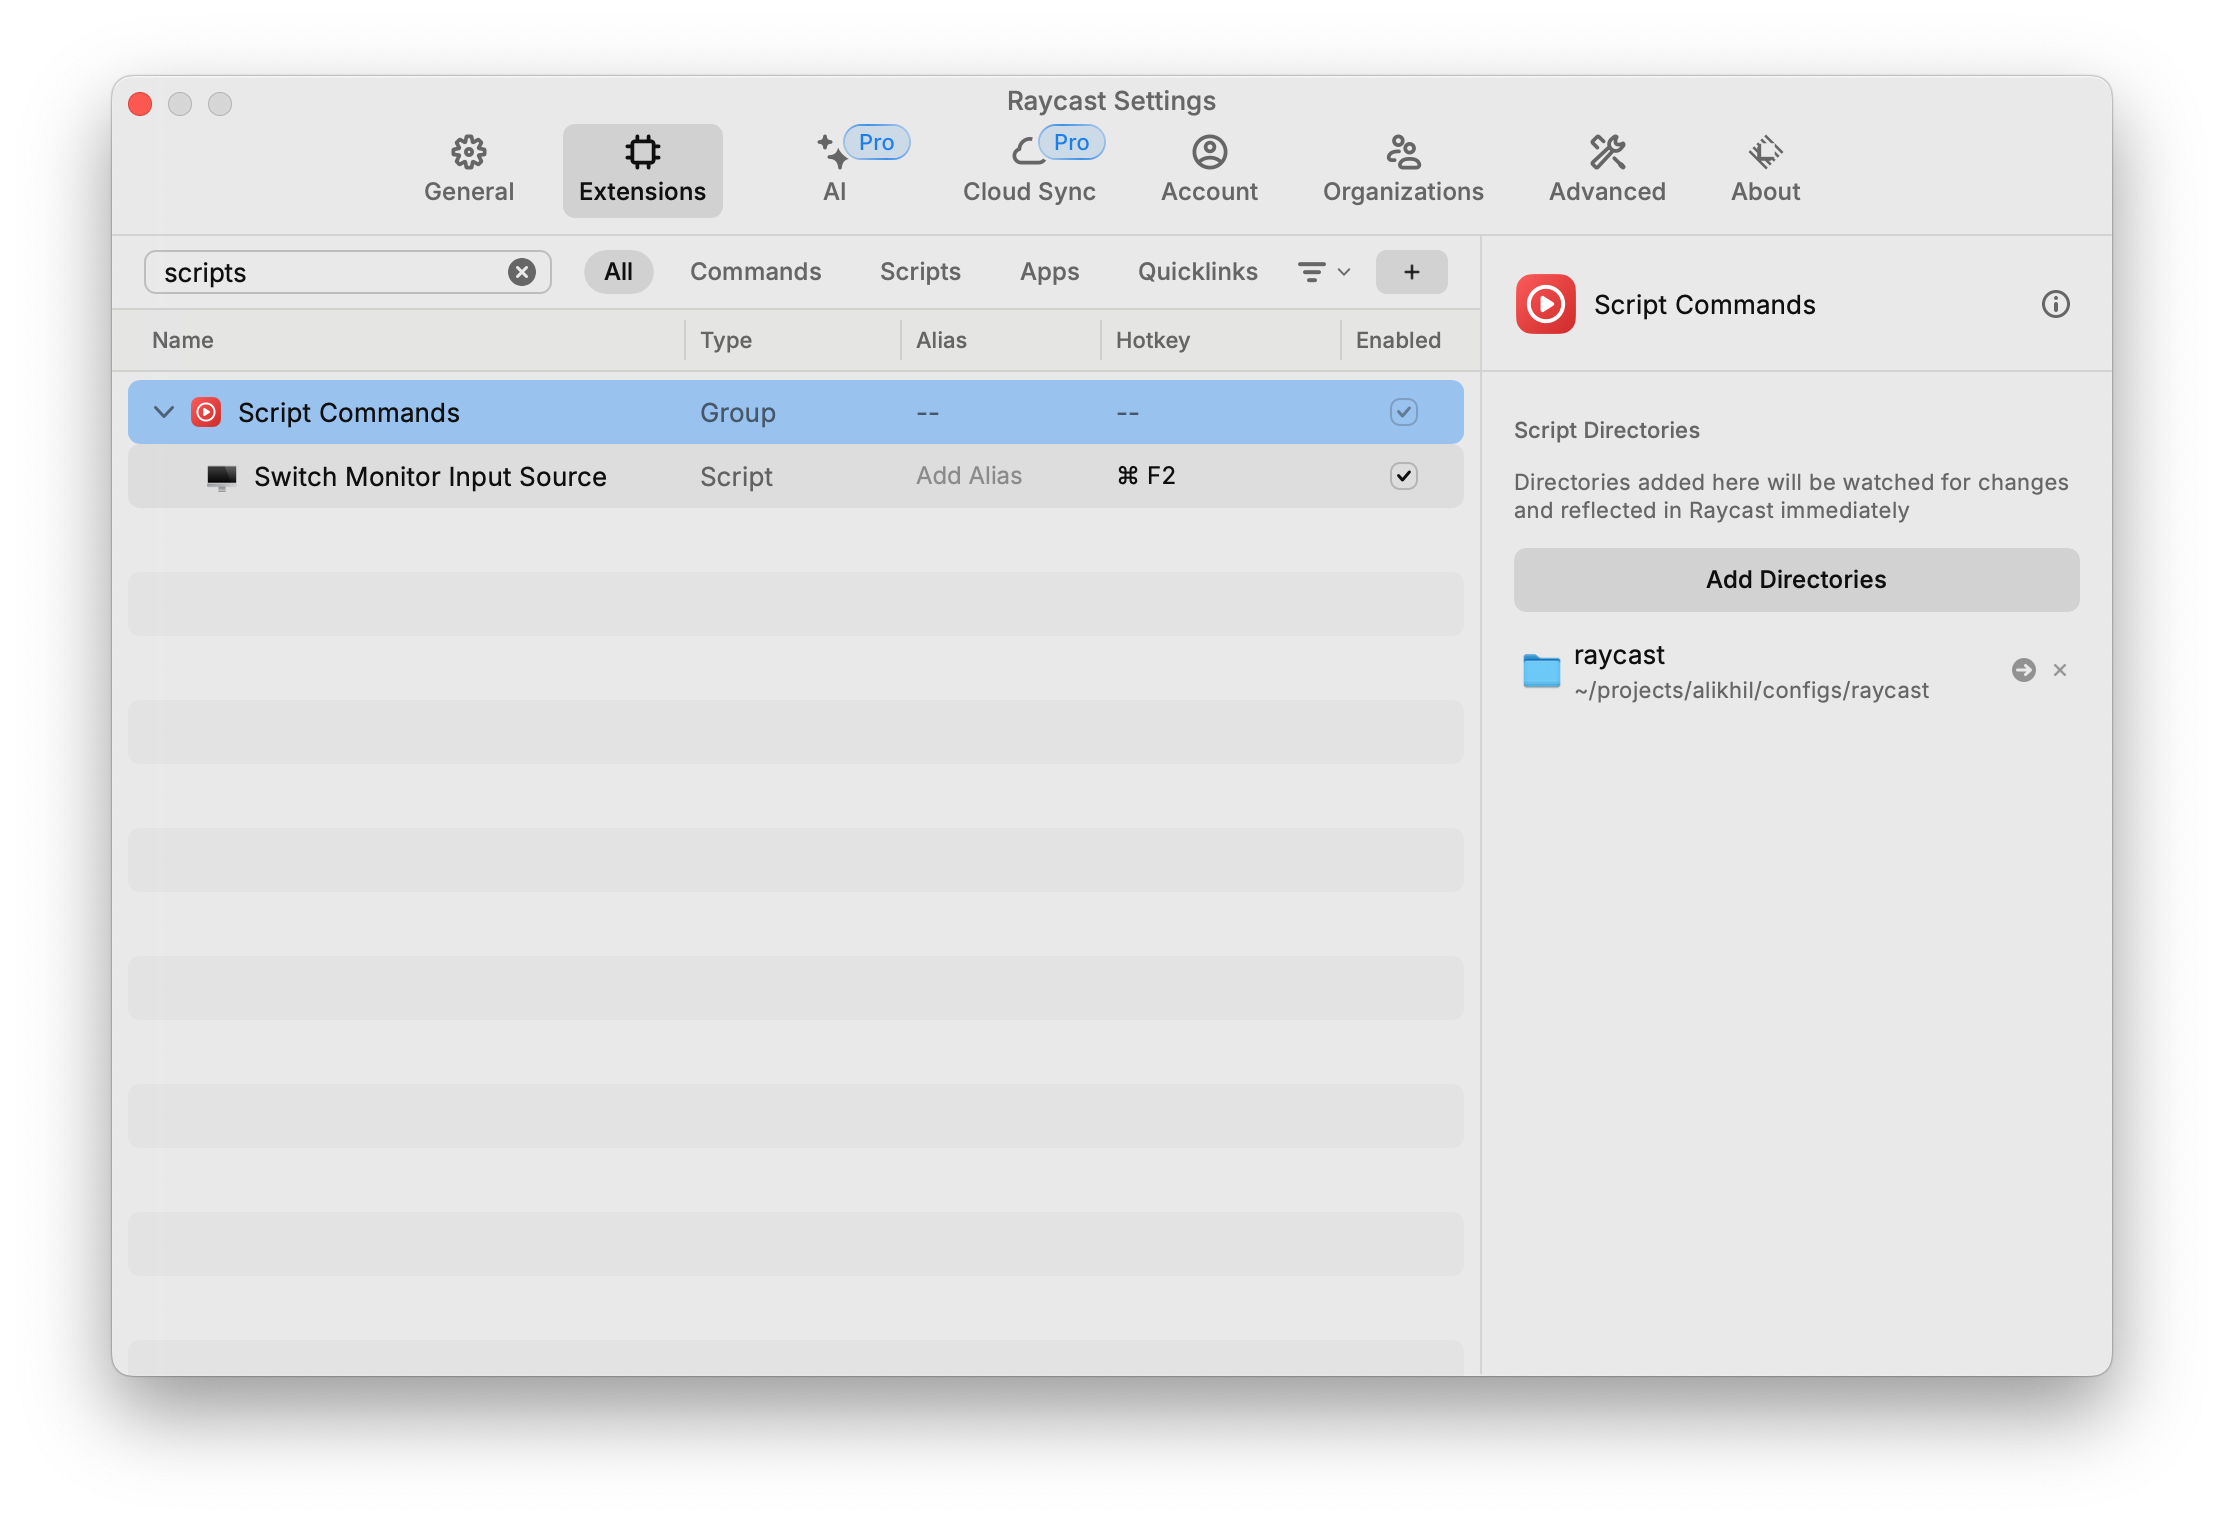 Raycast Settings
General
Extensions
Pro
AI
Pro
Cloud Sync
Account
Organizations
Advanced
About
scripts
All
Commands
Scripts
Apps
Quicklinks
+
Name
Type
Alias
Hotkey
Enabled
Script Commands
Group
--
--
Switch Monitor Input Source
Script
Add Alias
⌘ F2
Script Commands
Script Directories
Directories added here will be watched for changes
and reflected in Raycast immediately
Add Directories
raycast
~/projects/alikhil/configs/raycast